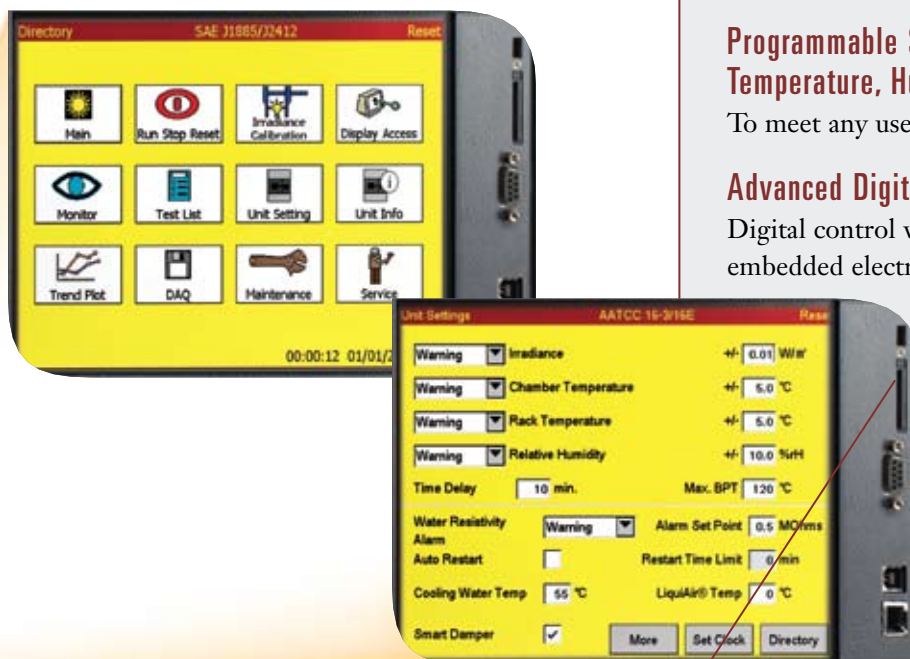 Directory SAE J1885/J2412 Reset
Main Run Stop Reset Irradiance Calibration Display Access
Monitor Test List Unit Setting Unit Info
Trend Plot DAQ Maintenance Service
00:00:12 01/01/2
Programmable S
Temperature, Hu
To meet any use
Advanced Digit
Digital control w
embedded electr
Unit Settings AATCC 16-3/16E Rese
Warning Irradiance +/- 0.01 W/m²
Warning Chamber Temperature +/- 5.0 °C
Warning Rack Temperature +/- 5.0 °C
Warning Relative Humidity +/- 10.0 %rH
Time Delay 10 min. Max. BPT 120 °C
Water Resistivity Alarm Warning Alarm Set Point 0.5 MOhms
Auto Restart Restart Time Limit 0 min
Cooling Water Temp 55 °C LiquiAir® Temp 0 °C
Smart Damper More Set Clock Directory